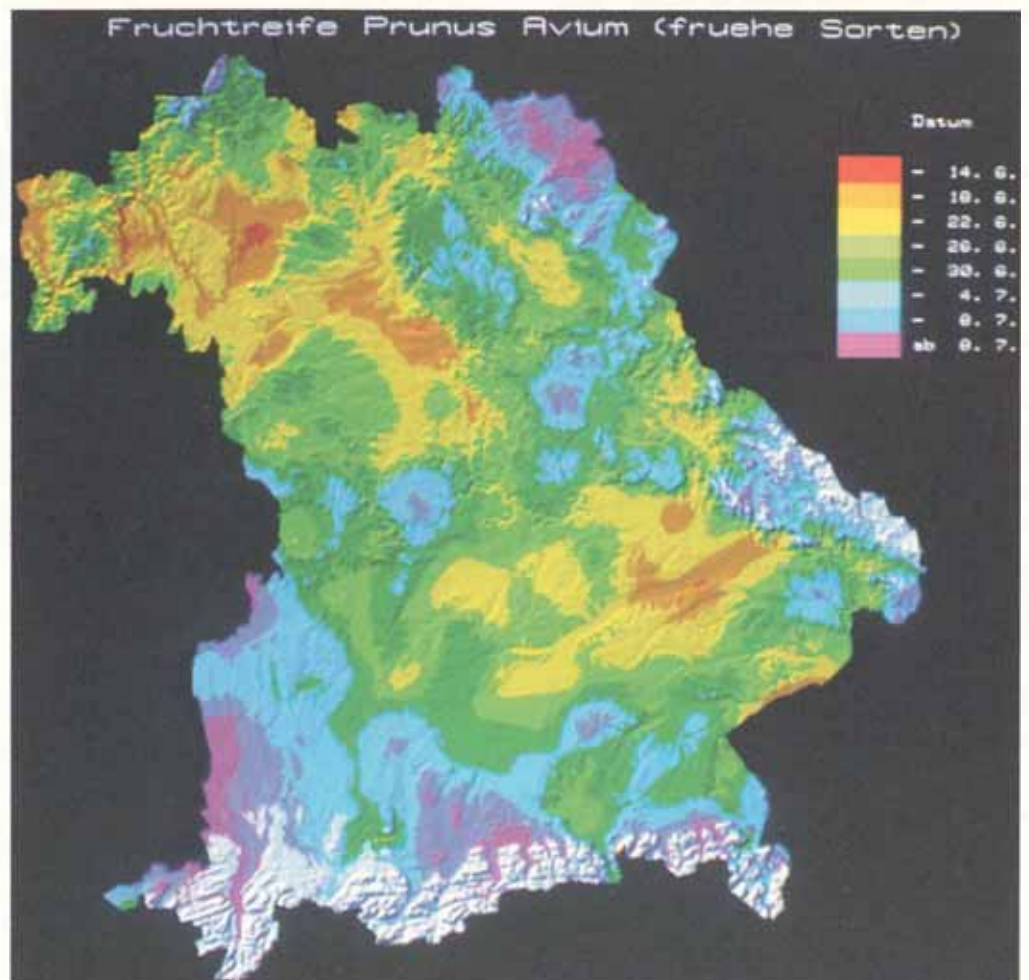 Fruchtreife Prunus Avium (fruehe Sorten)
Datum
- 14. 6.
- 18. 6.
- 22. 6.
- 26. 6.
- 30. 6.
- 4. 7.
- 8. 7.
ab 8. 7.